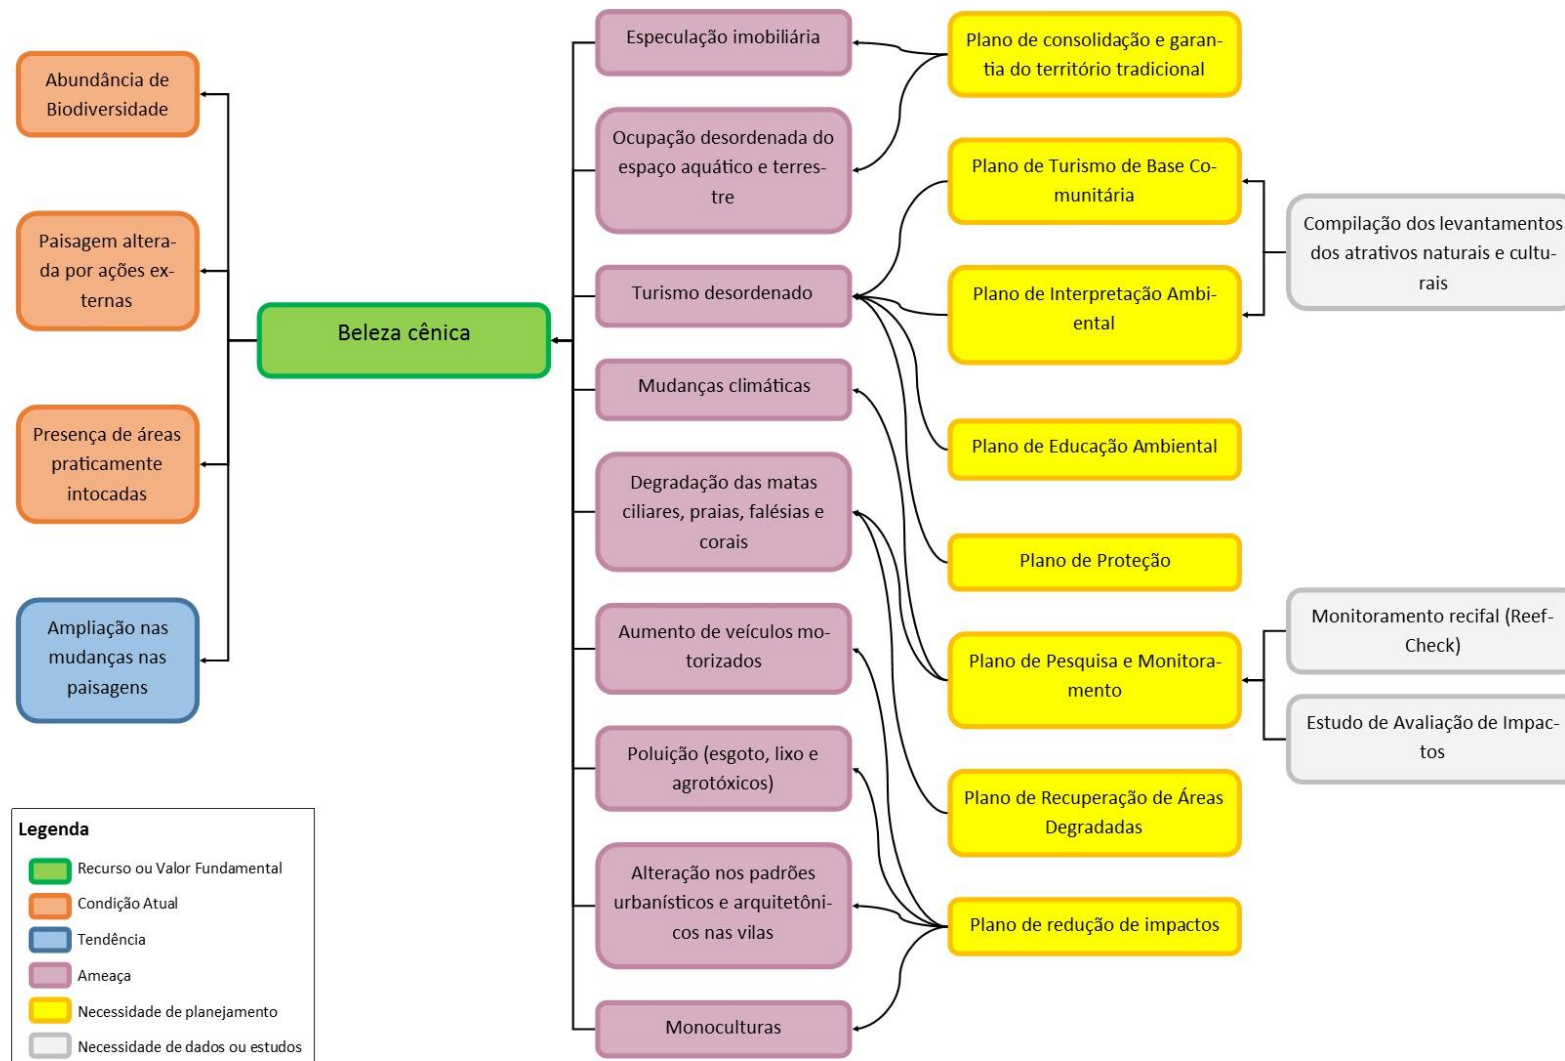 Abundância de
Biodiversidade
Paisagem altera-
da por ações ex-
ternas
Presença de áreas
praticamente
intocadas
Ampliação nas
mudanças nas
paisagens
Beleza cênica
Especulação imobiliária
Ocupação desordenada do
espaço aquático e terres-
tre
Turismo desordenado
Mudanças climáticas
Degradação das matas
ciliares, praias, falésias e
corais
Aumento de veículos mo-
torizados
Poluição (esgoto, lixo e
agrotóxicos)
Alteração nos padrões
urbanísticos e arquitetôni-
cos nas vilas
Monoculturas
Plano de consolidação e garan-
tia do território tradicional
Plano de Turismo de Base Co-
munitária
Plano de Interpretação Ambi-
ental
Plano de Educação Ambiental
Plano de Proteção
Plano de Pesquisa e Monitora-
mento
Plano de Recuperação de Áreas
Degradadas
Plano de redução de impactos
Compilação dos levantamentos
dos atrativos naturais e cultu-
rais
Monitoramento recifal (Reef-
Check)
Estudo de Avaliação de Impac-
tos
Legenda
Recurso ou Valor Fundamental
Condição Atual
Tendência
Ameaça
Necessidade de planejamento
Necessidade de dados ou estudos